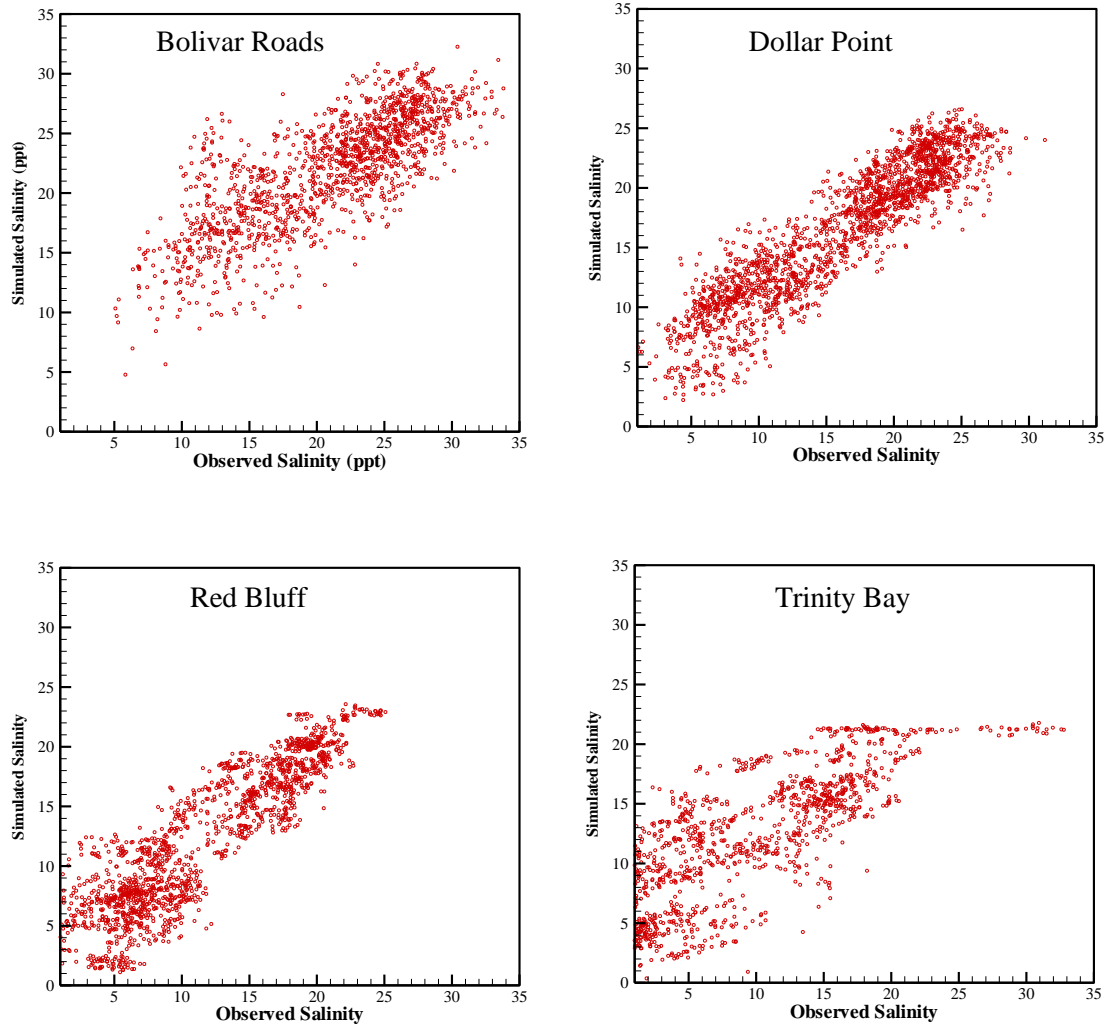 Bolivar Roads
Simulated Salinity (ppt)
35
30
25
20
15
10
5
0
5 10 15 20 25 30 35
Observed Salinity (ppt)
Dollar Point
Simulated Salinity
35
30
25
20
15
10
5
0
5 10 15 20 25 30 35
Observed Salinity
Red Bluff
Simulated Salinity
35
30
25
20
15
10
5
0
5 10 15 20 25 30 35
Observed Salinity
Trinity Bay
Simulated Salinity
35
30
25
20
15
10
5
0
5 10 15 20 25 30 35
Observed Salinity